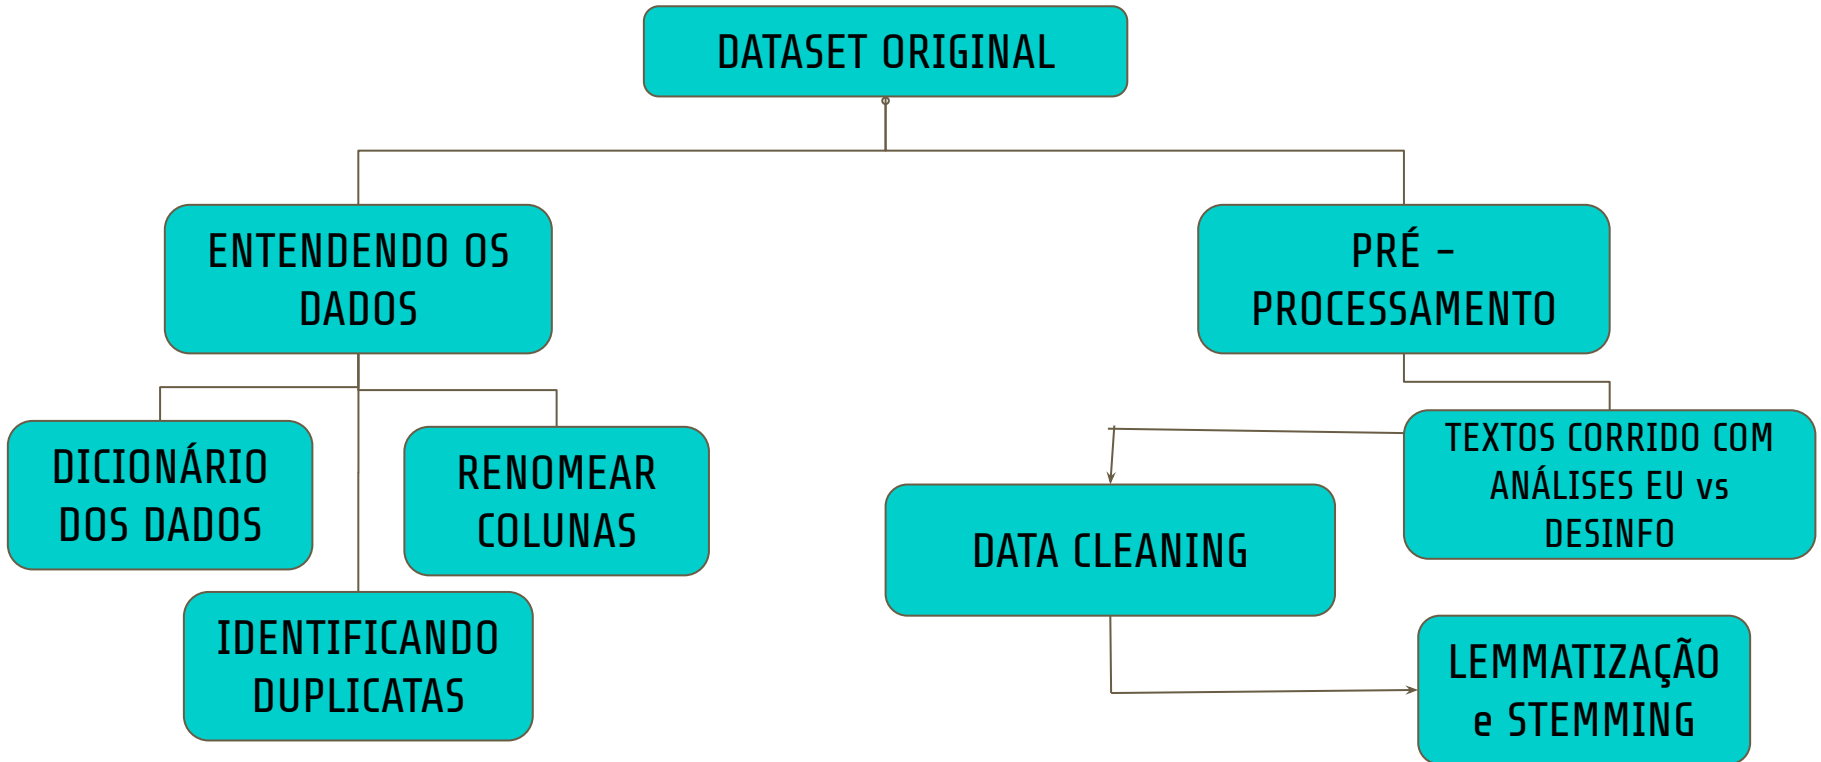 DATASET ORIGINAL
ENTENDENDO OS
DADOS
PRÉ –
PROCESSAMENTO
DICIONÁRIO
DOS DADOS
RENOMEAR
COLUNAS
IDENTIFICANDO
DUPLICATAS
TEXTOS CORRIDO COM
ANÁLISES EU vs
DESINFO
DATA CLEANING
LEMMATIZAÇÃO
e STEMMING